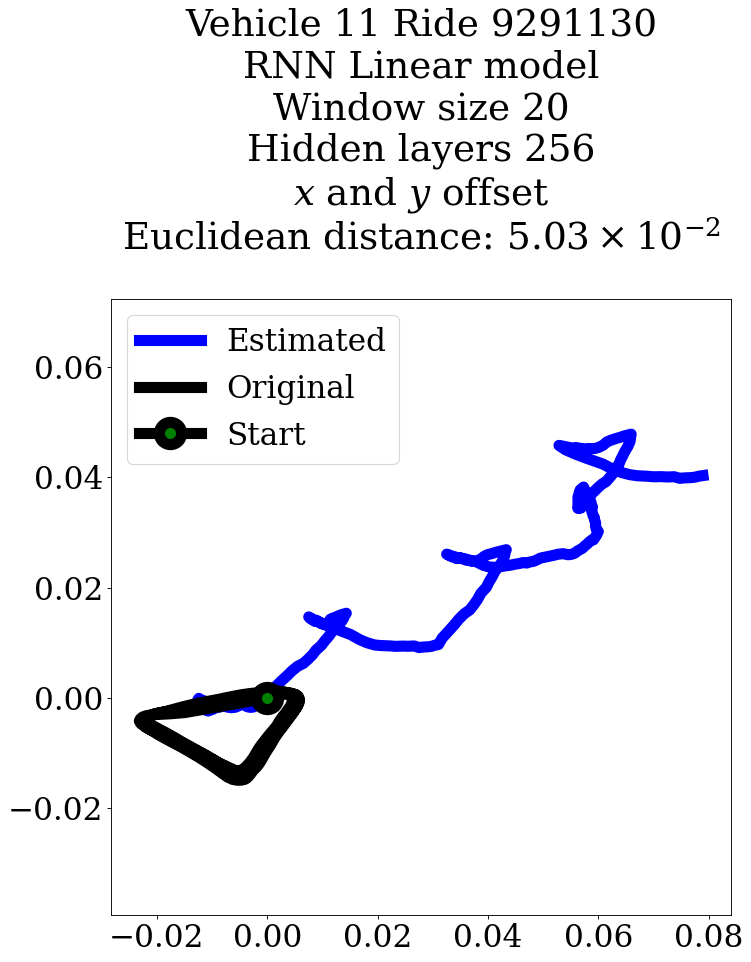 Vehicle 11 Ride 9291130
RNN Linear model
Window size 20
Hidden layers 256
x and y offset
Euclidean distance: 5.03 × 10⁻²
Estimated
Original
Start
0.06
0.04
0.02
0.00
−0.02
−0.02 0.00 0.02 0.04 0.06 0.08